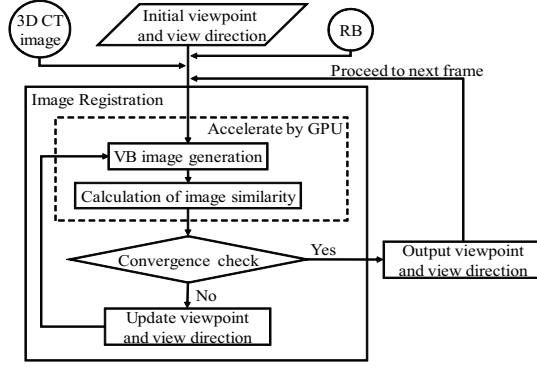 3D CT
image
Initial viewpoint
and view direction
RB
Proceed to next frame
Image Registration
Accelerate by GPU
VB image generation
Calculation of image similarity
Convergence check
Yes
Output viewpoint
and view direction
No
Update viewpoint
and view direction